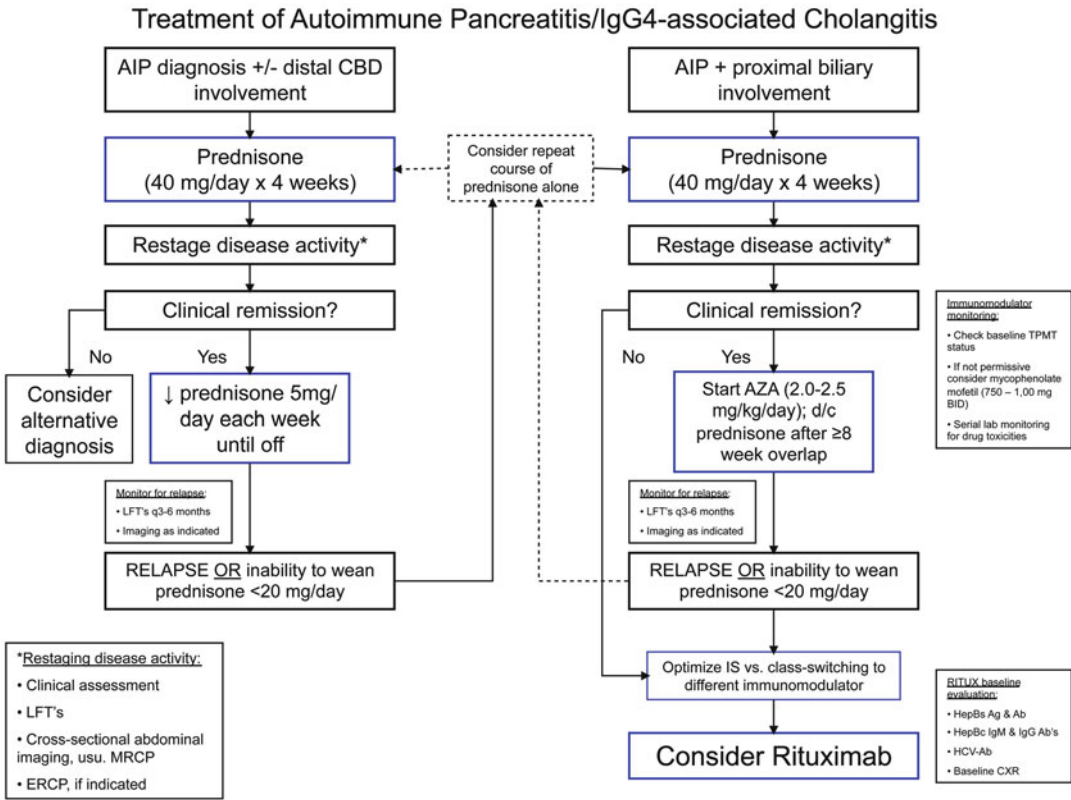 Treatment of Autoimmune Pancreatitis/IgG4-associated Cholangitis
AIP diagnosis +/- distal CBD
involvement
Prednisone
(40 mg/day x 4 weeks)
Restage disease activity*
Clinical remission?
No
Yes
Consider
alternative
diagnosis
↓ prednisone 5mg/
day each week
until off
Monitor for relapse:
• LFT's q3-6 months
• Imaging as indicated
RELAPSE OR inability to wean
prednisone <20 mg/day
*Restaging disease activity:
• Clinical assessment
• LFT's
• Cross-sectional abdominal
imaging, usu. MRCP
• ERCP, if indicated
Consider repeat
course of
prednisone alone
AIP + proximal biliary
involvement
Prednisone
(40 mg/day x 4 weeks)
Restage disease activity*
Clinical remission?
No
Yes
Start AZA (2.0-2.5
mg/kg/day); d/c
prednisone after ≥8
week overlap
Monitor for relapse:
• LFT's q3-6 months
• Imaging as indicated
RELAPSE OR inability to wean
prednisone <20 mg/day
Optimize IS vs. class-switching to
different immunomodulator
Consider Rituximab
Immunomodulator
monitoring:
• Check baseline TPMT
status
• If not permissive
consider mycophenolate
mofetil (750 – 1,00 mg
BID)
• Serial lab monitoring
for drug toxicities
RITUX baseline
evaluation:
• HepBs Ag & Ab
• HepBc IgM & IgG Ab's
• HCV-Ab
• Baseline CXR